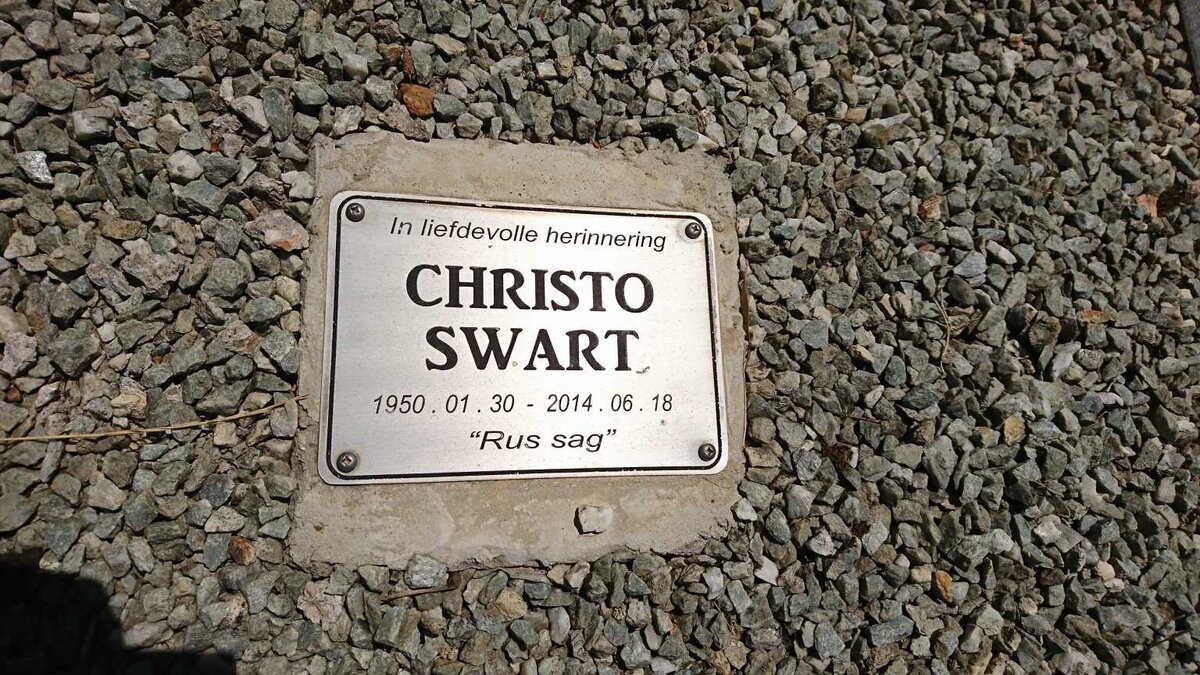 In liefdevolle herinnering
CHRISTO
SWART
1950.01.30 - 2014.06.18
“Rus sag”